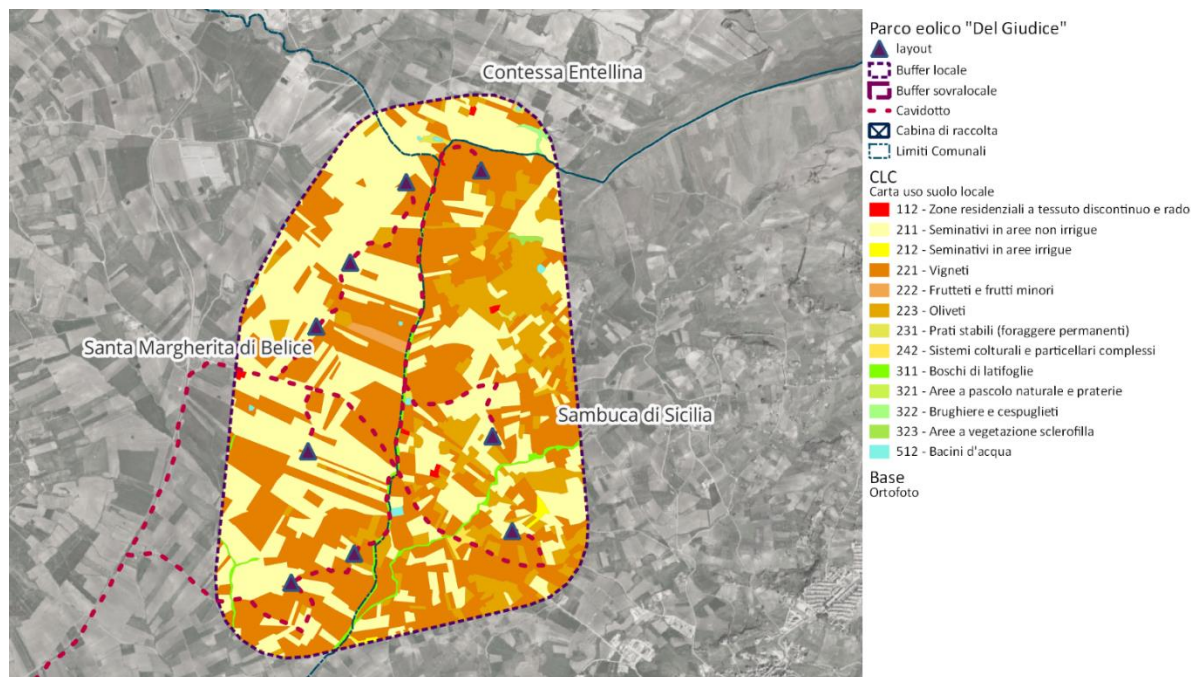 Contessa Entellina
Santa Margherita di Belice
Sambuca di Sicilia
Parco eolico "Del Giudice"
layout
Buffer locale
Buffer sovralocale
Cavidotto
Cabina di raccolta
Limiti Comunali
CLC
Carta uso suolo locale
112 - Zone residenziali a tessuto discontinuo e rado
211 - Seminativi in aree non irrigue
212 - Seminativi in aree irrigue
221 - Vigneti
222 - Frutteti e frutti minori
223 - Oliveti
231 - Prati stabili (foraggere permanenti)
242 - Sistemi colturali e particellari complessi
311 - Boschi di latifoglie
321 - Aree a pascolo naturale e praterie
322 - Brughiere e cespuglieti
323 - Aree a vegetazione sclerofilla
512 - Bacini d'acqua
Base
Ortofoto